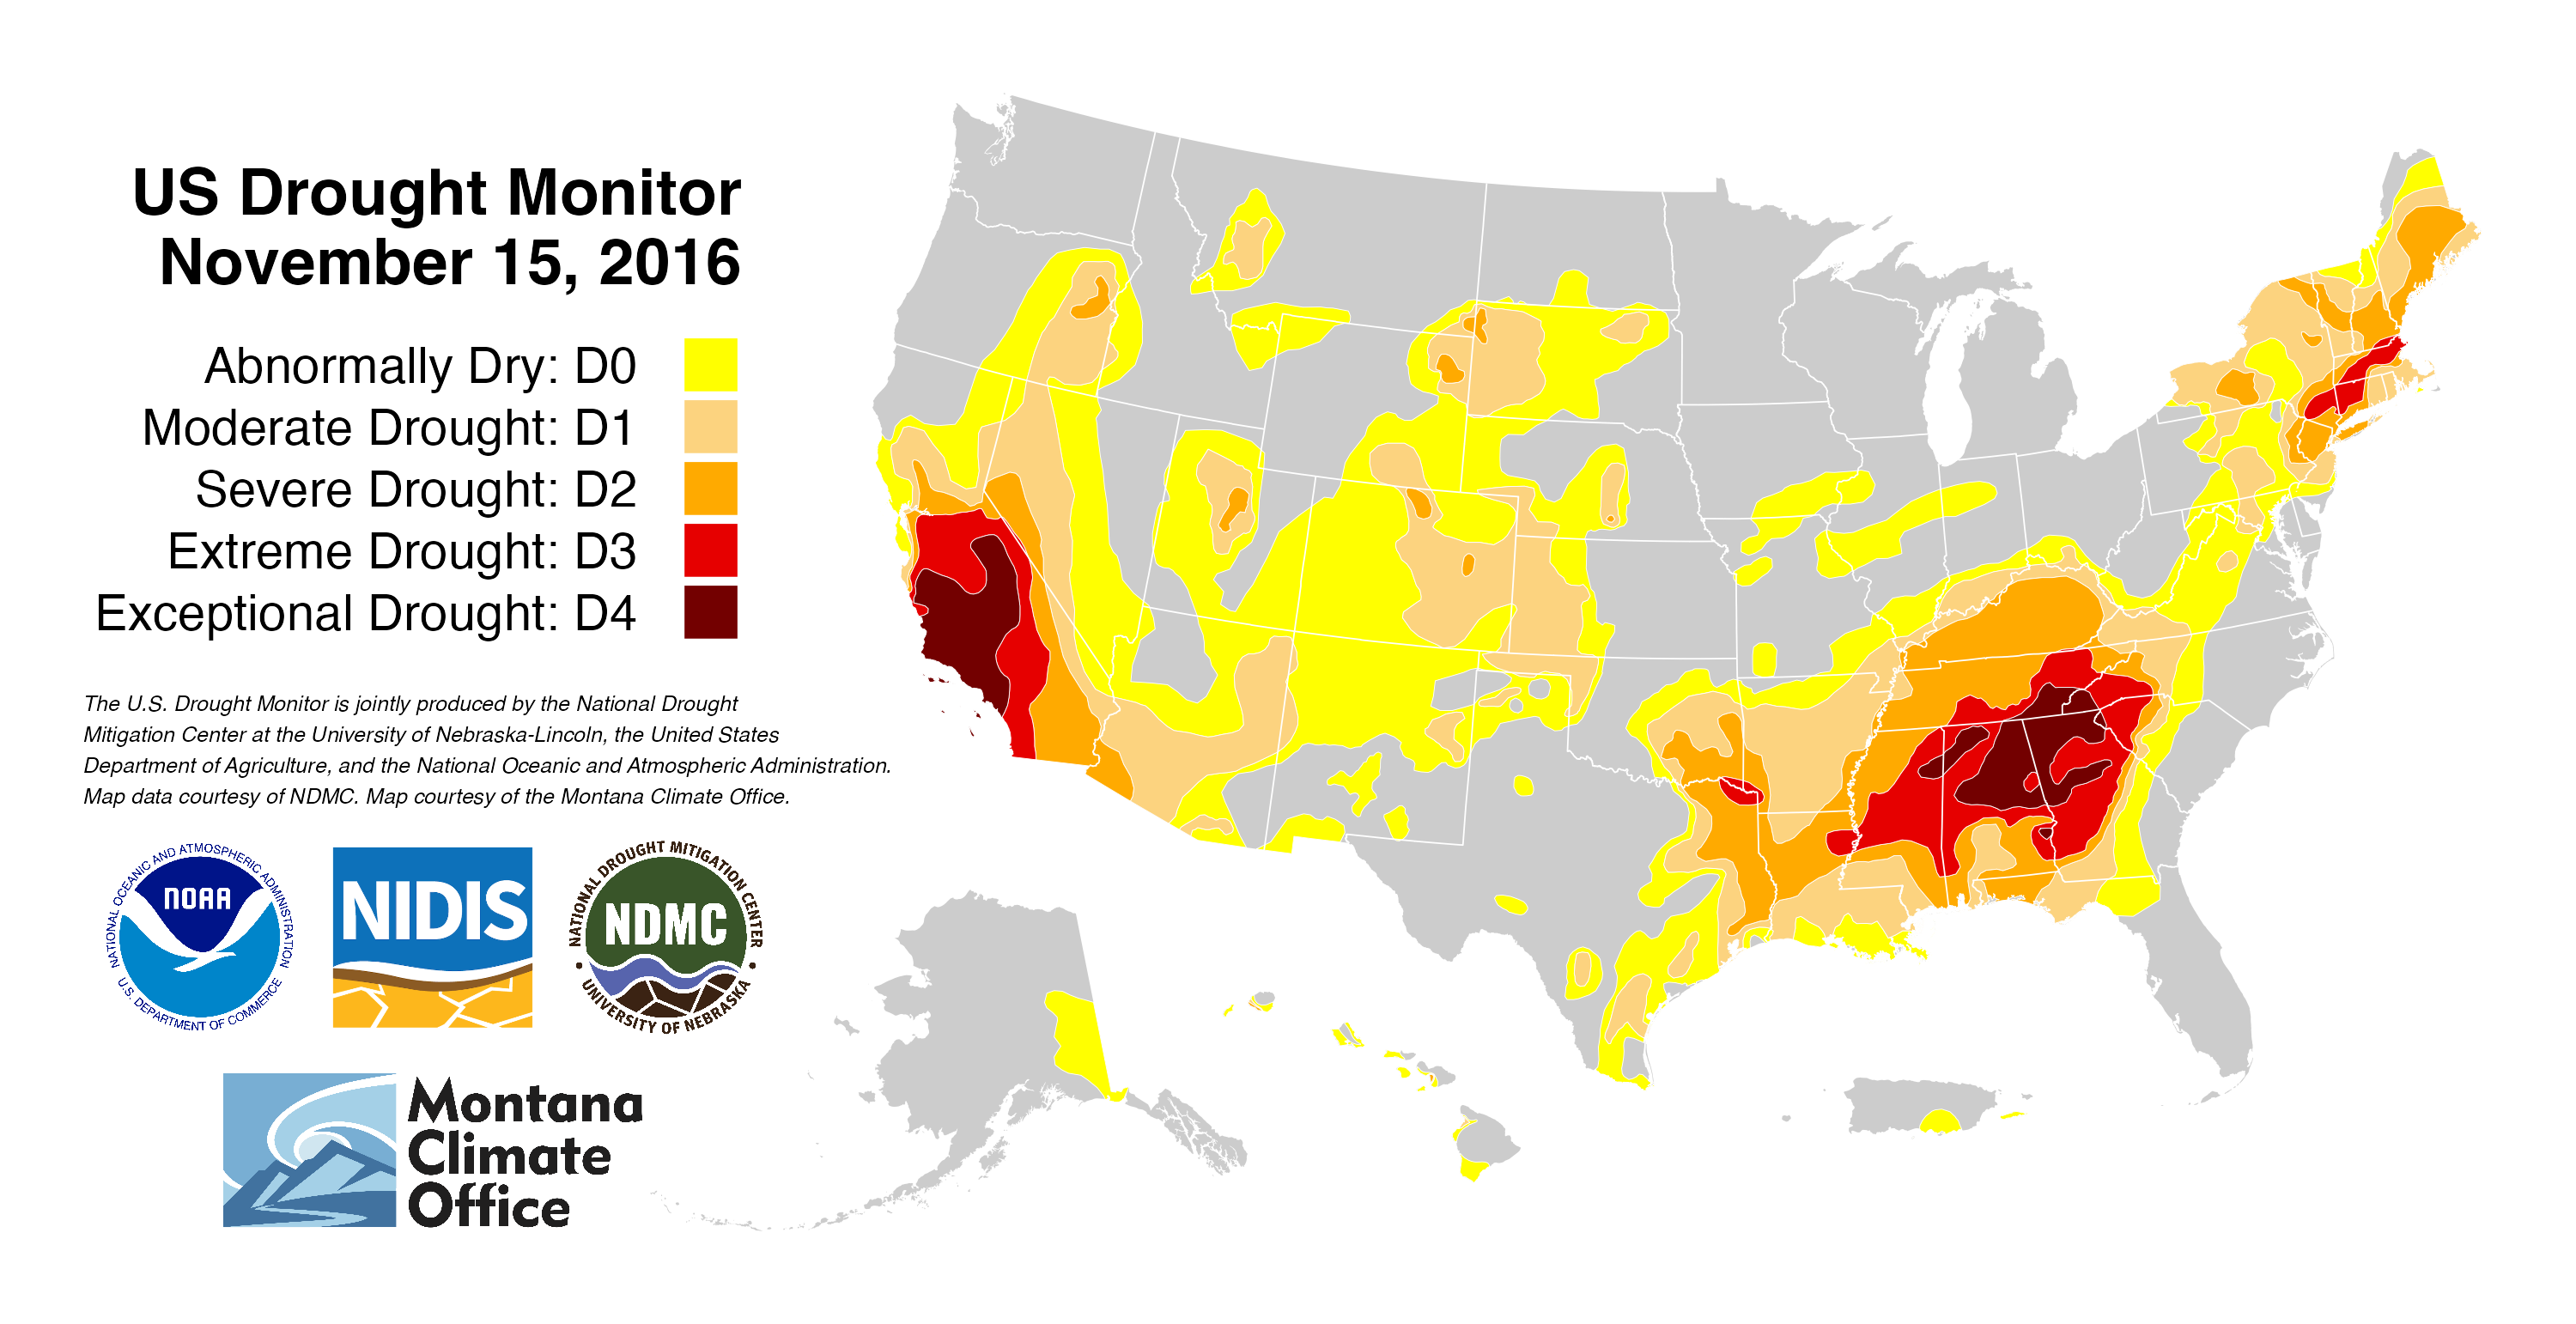 US Drought Monitor
November 15, 2016
Abnormally Dry: D0
Moderate Drought: D1
Severe Drought: D2
Extreme Drought: D3
Exceptional Drought: D4
The U.S. Drought Monitor is jointly produced by the National Drought
Mitigation Center at the University of Nebraska-Lincoln, the United States
Department of Agriculture, and the National Oceanic and Atmospheric Administration.
Map data courtesy of NDMC. Map courtesy of the Montana Climate Office.
NATIONAL OCEANIC AND ATMOSPHERIC ADMINISTRATION
NOAA
U.S. DEPARTMENT OF COMMERCE
NIDIS
NATIONAL DROUGHT MITIGATION CENTER
NDMC
• UNIVERSITY OF NEBRASKA •
Montana
Climate
Office